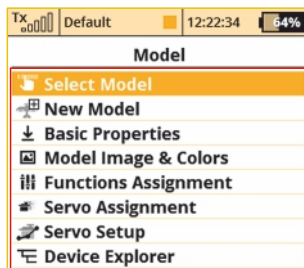 Tx Default 12:22:34 64%
Model
Select Model
New Model
Basic Properties
Model Image & Colors
Functions Assignment
Servo Assignment
Servo Setup
Device Explorer